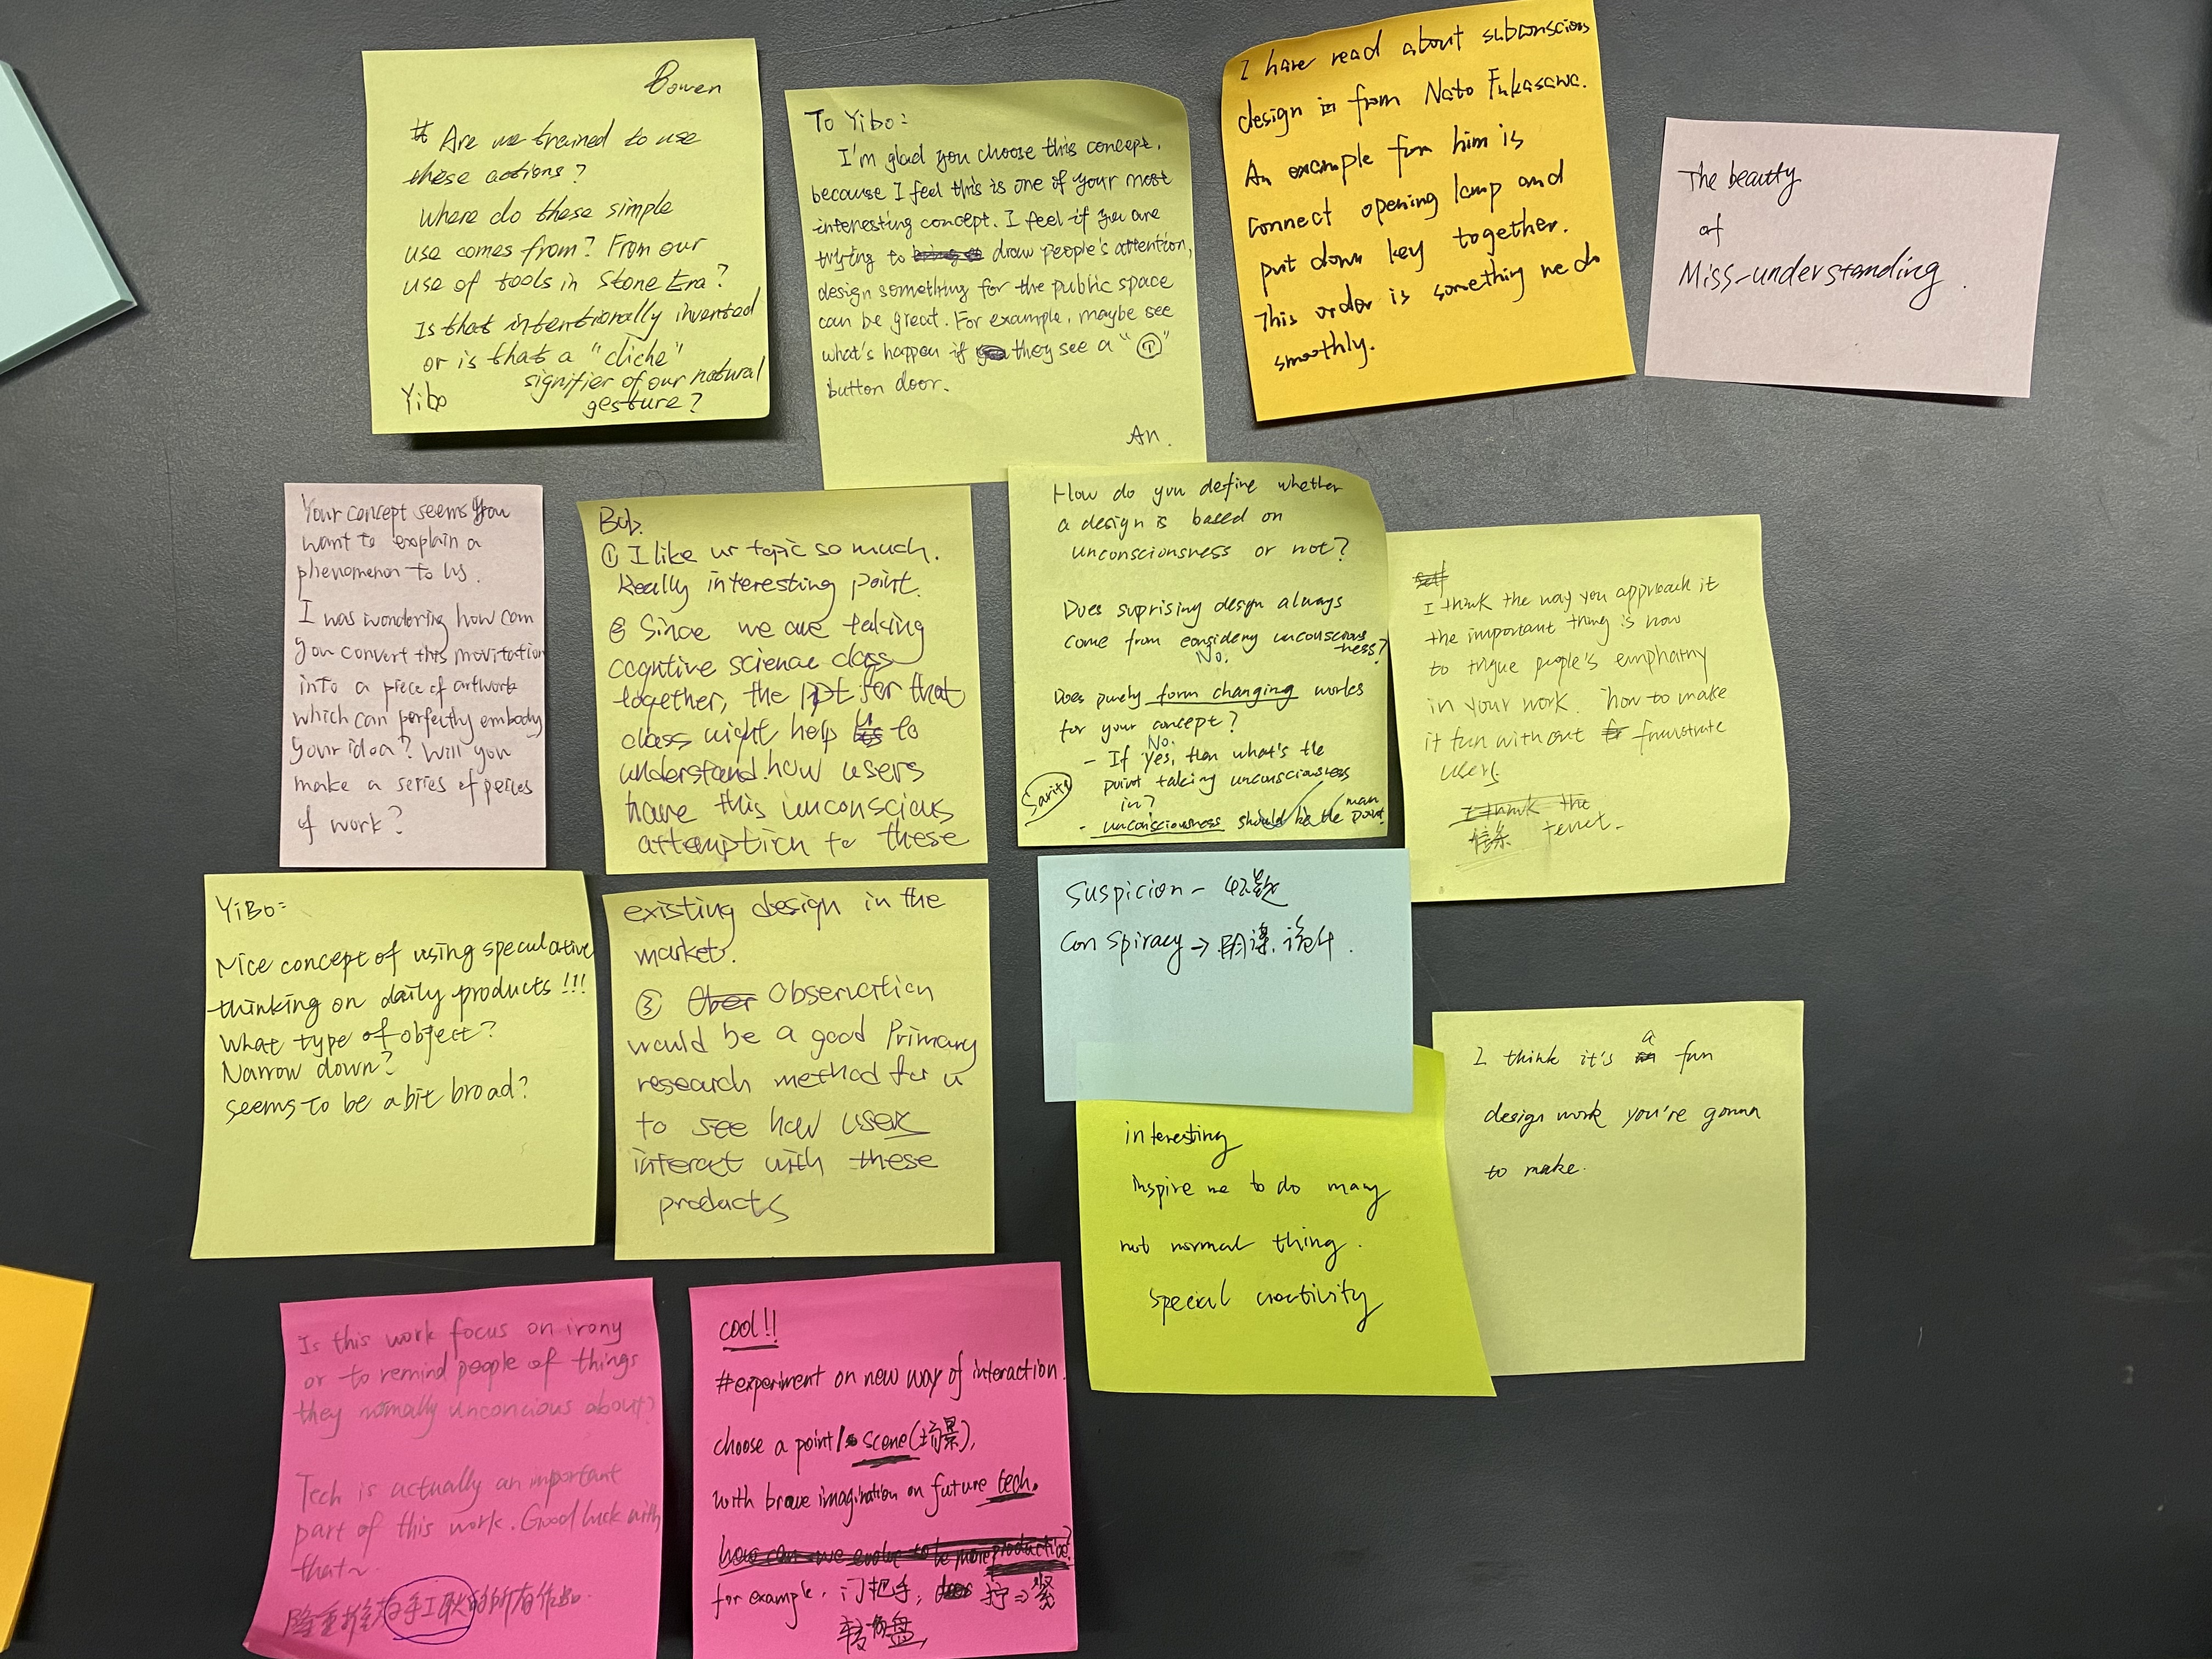 Bowen
# Are we trained to use
these actions?
Where do these simple
use comes from? From our
use of tools in Stone Era?
Is that intentionally invented
or is that a "cliche"
signifier of our natural
gesture?
Yibo
To Yibo:
I'm glad you choose this concept,
because I feel this is one of your most
interesting concept. I feel if you are
trying to draw people's attention,
design something for the public space
can be great. For example, maybe see
what's happen if they see a " "
button door.
An.
I have read about subconscious
design is from Nato Fukasawa.
An example from him is
connect opening lamp and
put down key together.
This order is something we do
smoothly.
The beauty
of
Miss-understanding.
Your concept seems you
want to explain a
phenomenon to us.
I was wondering how can
you convert this movitation
into a piece of artwork
which can perfectly embody
your idea? Will you
make a series of peices
of work?
Bob.
① I like ur topic so much.
Really interesting point.
② Since we are taking
cogntive science class
together, the ppt for that
class might help u to
understand how users
have this unconscious
attemption to these
How do you define whether
a design is based on
unconsciousness or not?
Does suprising design always
come from considering unconsciousness?
No.
Does purely form changing works
for your concept?
No.
- If yes, then what's the
point taking unconsciousness
in?
- unconsciousness should be the main point
Sarite
I think the way you approach it
the important thing is how
to trigue people's empharny
in your work. how to make
it fun without frustrate
users.
I think the
信条 tenet.
YiBo:
Nice concept of using speculative
thinking on daily products!!!
What type of object?
Narrow down?
seems to be a bit broad?
existing design in the
market.
③ Observation
would be a good Primary
research method for u
to see how users
interact with these
products
suspicion -
Conspiracy → 阴谋,诡计.
interesting
inspire me to do many
not normal thing.
special creativity
I think it's a fun
design work you're gonna
to make.
Is this work focus on irony
or to remind people of things
they nomally unconcious about?
Tech is actually an important
part of this work. Good luck with
that~
隆重推荐手工耿的所有作品.
cool!!
#experiment on new way of interaction.
choose a point/scene(场景),
with brave imagination on future tech.
how can we evolve to be more productive?
for example, 门把手; 拧⇒紧
转角盘,